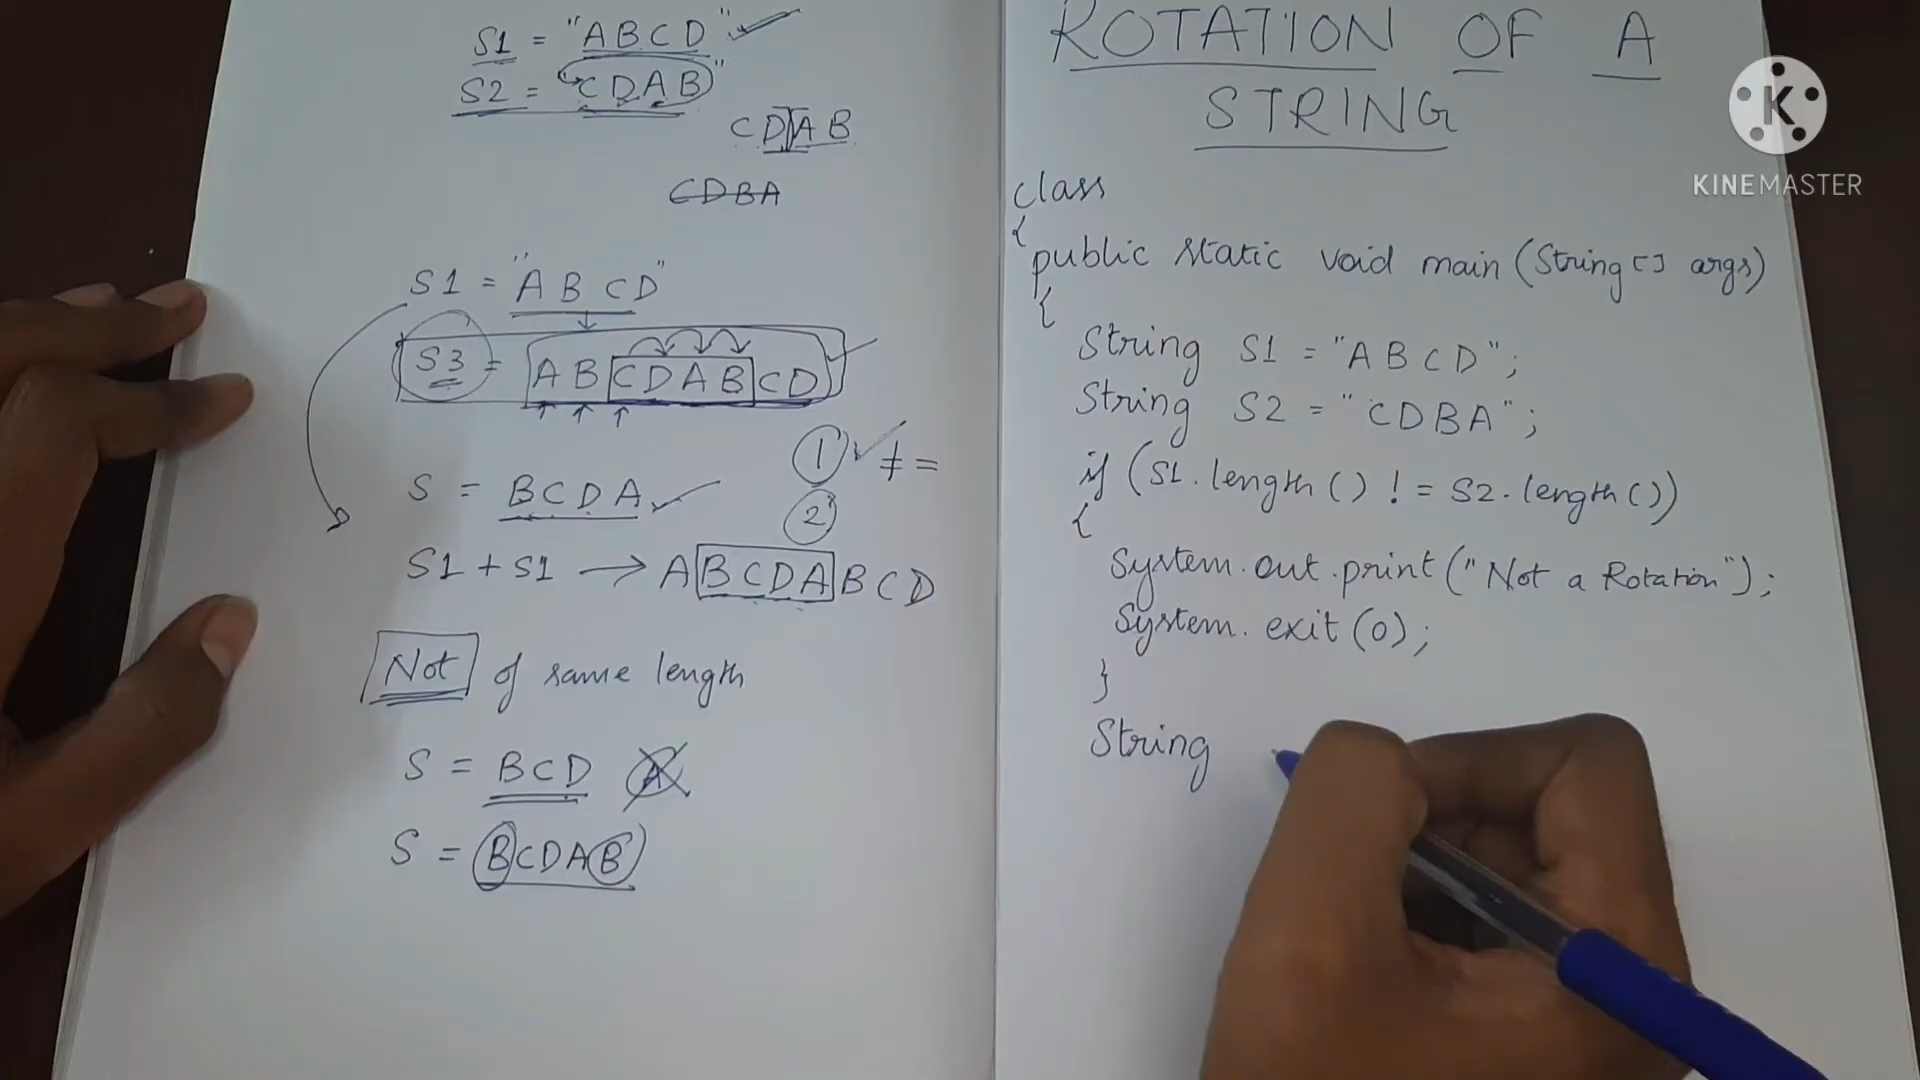 S1 = "ABCD"
S2 = CDAB"
CDAB
CDBA
S1 = "ABCD"
S3 = ABCDABCD
1 ≠ =
S = BCDA
2
S1 + S1 → ABCDABCD
Not of same length
S = BCD A
S = BCDAB
ROTATION OF A
STRING
K
KINEMASTER
class
{
public static void main (String [] args)
{
String S1 = "ABCD";
String S2 = "CDBA";
if (S1.length() != S2.length())
{
System.out.print("Not a Rotation");
System.exit(0);
}
String